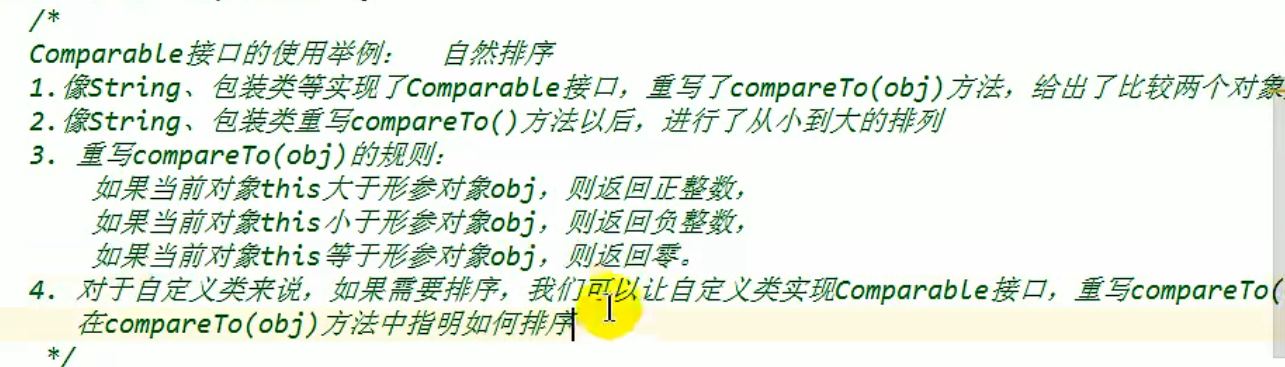 /*
Comparable接口的使用举例： 自然排序
1.像String、包装类等实现了Comparable接口，重写了compareTo(obj)方法，给出了比较两个对象
2.像String、包装类重写compareTo()方法以后，进行了从小到大的排列
3. 重写compareTo(obj)的规则：
如果当前对象this大于形参对象obj，则返回正整数，
如果当前对象this小于形参对象obj，则返回负整数，
如果当前对象this等于形参对象obj，则返回零。
4. 对于自定义类来说，如果需要排序，我们可以让自定义类实现Comparable接口，重写compareTo(
在compareTo(obj)方法中指明如何排序
*/